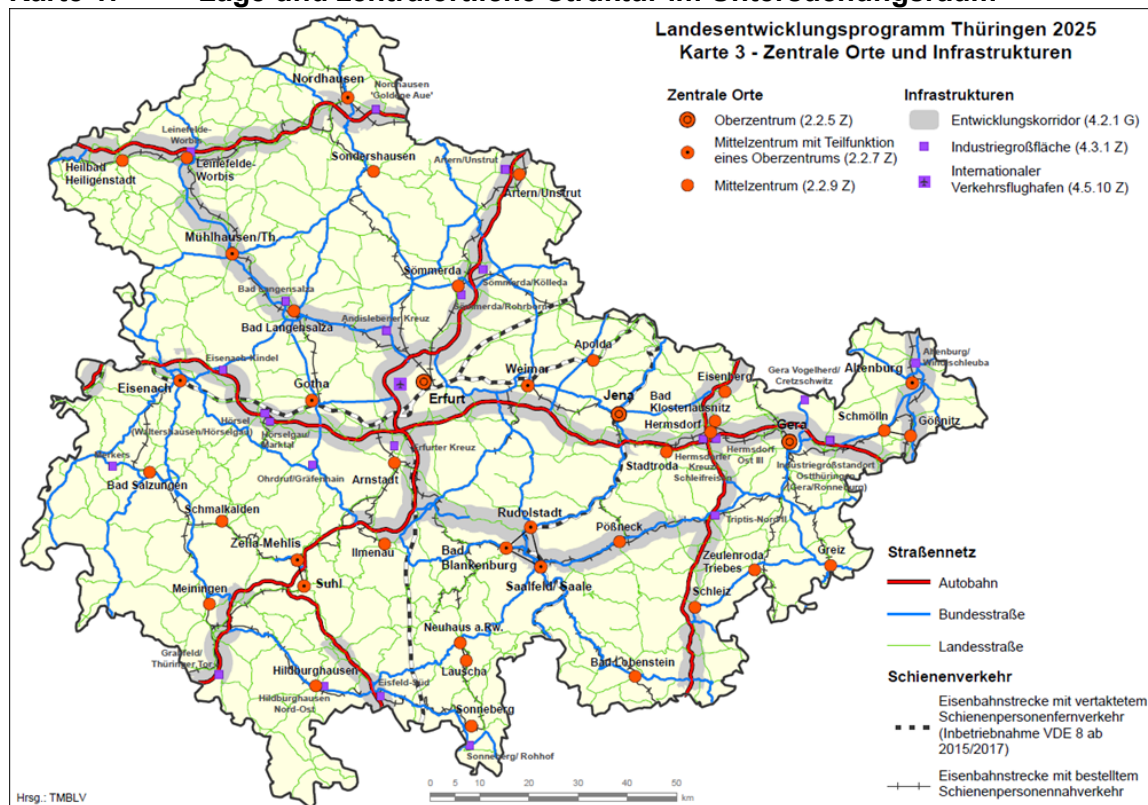 Landesentwicklungsprogramm Thüringen 2025
Karte 3 - Zentrale Orte und Infrastrukturen
Zentrale Orte
Oberzentrum (2.2.5 Z)
Mittelzentrum mit Teilfunktion
eines Oberzentrums (2.2.7 Z)
Mittelzentrum (2.2.9 Z)
Infrastrukturen
Entwicklungskorridor (4.2.1 G)
Industriegroßfläche (4.3.1 Z)
Internationaler
Verkehrsflughafen (4.5.10 Z)
Nordhausen
Nordhausen
'Goldene Aue'
Leinefelde-
Worbis
Heilbad
Heiligenstadt
Leinefelde-
Worbis
Sondershausen
Artern/Unstrut
Artern/Unstrut
Mühlhausen/Th.
Sömmerda
Sömmerda/Kölleda
Bad Langensalza
Sömmerda/Rohrborn
Andislebener Kreuz
Bad Langensalza
Apolda
Eisenach-Kindel
Altenburg/
Windischleuba
Eisenach
Gotha
Weimar
Eisenberg
Gera Vogelherd/
Cretzschwitz
Altenburg
Erfurt
Jena
Bad
Klosterlausnitz
Schmölln
Gößnitz
Hörsel
(Waltershausen/Hörselgau)
Hörselgau/
Marktal
Hermsdorf
Gera
Erfurter Kreuz
Hermsdorf
Ost III
Merkers
Stadtroda
Hermsdorfer
Kreuz
Schleifreisen
Industriegroßstandort
Ostthüringen
(Gera/Ronneburg)
Bad Salzungen
Ohrdruf/Gräfenhain
Arnstadt
Schmalkalden
Rudolstadt
Pößneck
Triptis-Nord II
Zella-Mehlis
Ilmenau
Bad
Blankenburg
Zeulenroda
Triebes
Greiz
Suhl
Saalfeld/ Saale
Meiningen
Schleiz
Neuhaus a.Rw.
Grabfeld/
Thüringer Tor
Hildburghausen
Lauscha
Bad Lobenstein
Hildburghausen
Nord-Ost
Eisfeld-Süd
Sonneberg
Sonneberg/ Rohhof
Straßennetz
Autobahn
Bundesstraße
Landesstraße
Schienenverkehr
Eisenbahnstrecke mit vertaktetem
Schienenpersonenfernverkehr
(Inbetriebnahme VDE 8 ab
2015/2017)
Eisenbahnstrecke mit bestelltem
Schienenpersonennahverkehr
0 5 10 20 30 40 50
km
Hrsg.: TMBLV